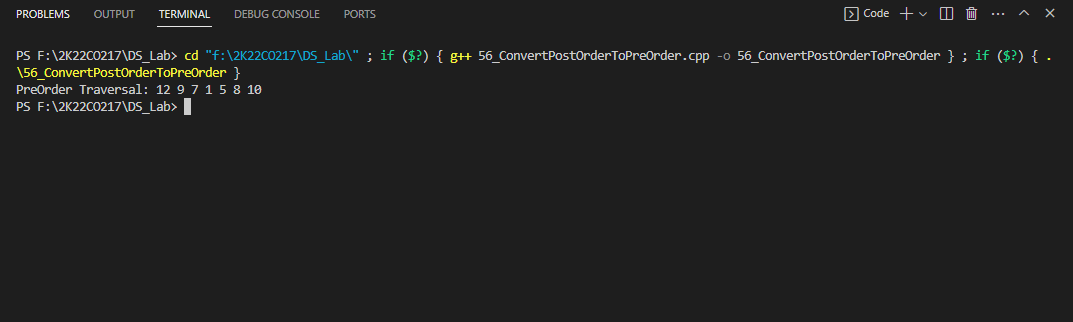 PROBLEMS OUTPUT TERMINAL DEBUG CONSOLE PORTS Code
PS F:\2K22CO217\DS_Lab> cd "f:\2K22CO217\DS_Lab\" ; if ($?) { g++ 56_ConvertPostOrderToPreOrder.cpp -o 56_ConvertPostOrderToPreOrder } ; if ($?) { .
\56_ConvertPostOrderToPreOrder }
PreOrder Traversal: 12 9 7 1 5 8 10
PS F:\2K22CO217\DS_Lab>